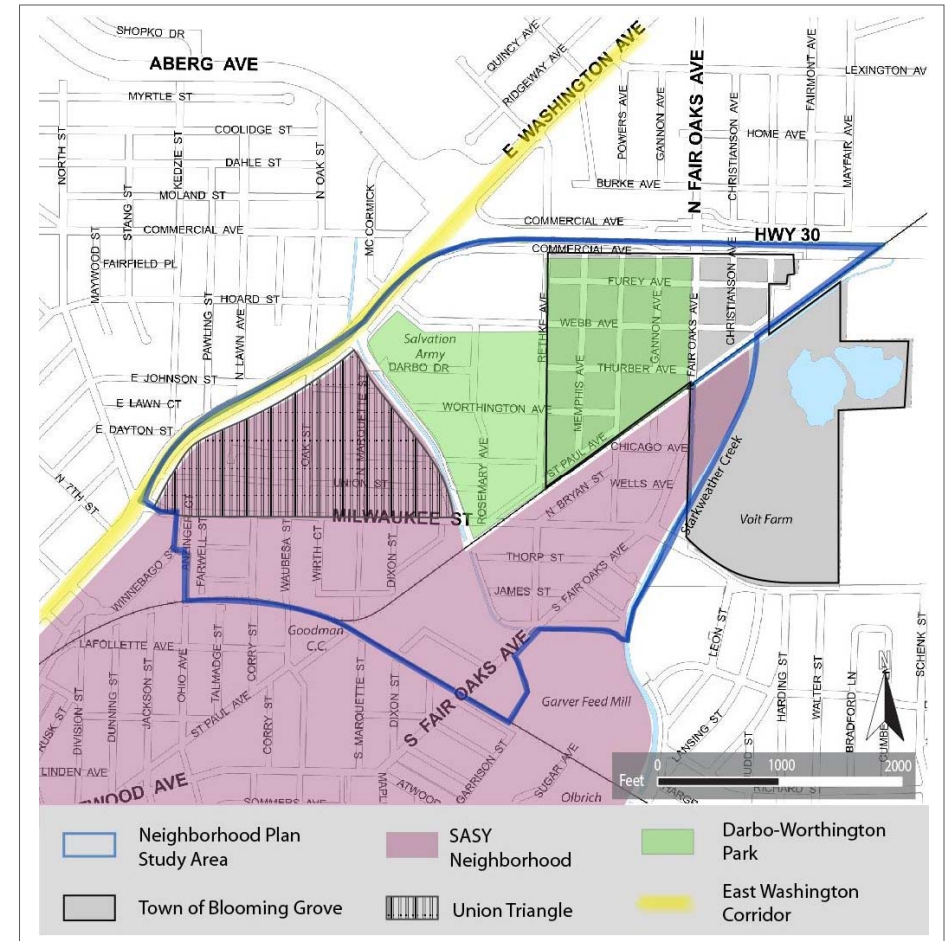 SHOPKO DR
ABERG AVE
MYRTLE ST
COOLIDGE ST
DAHLE ST
MOLAND ST
COMMERCIAL AVE
FAIRFIELD PL
HOARD ST
NORTH ST
STANG ST
KEDZIE ST
N OAK ST
MAYWOOD ST
PAWLING ST
N LAWN AVE
MC CORMICK
QUINCY AVE
RIDGEWAY AVE
E WASHINGTON AVE
POWERS AVE
GANNON AVE
N FAIR OAKS AVE
CHRISTIANSON AVE
FAIRMONT AVE
LEXINGTON AV
HOME AVE
MAYFAIR AVE
BURKE AVE
COMMERCIAL AVE
HWY 30
COMMERCIAL AVE
FUREY AVE
WEBB AVE
RETHKE AVE
GANNON AVE
CHRISTIANSON AVE
FAIR OAKS AVE
Salvation
Army
DARBO DR
THURBER AVE
MEMPHIS AVE
WORTHINGTON AVE
ROSEMARY AVE
ST PAUL AVE
E JOHNSON ST
E LAWN CT
E DAYTON ST
N 7TH ST
OAK ST
N MARQUETTE ST
UNION ST
MILWAUKEE ST
CHICAGO AVE
WELLS AVE
N BRYAN ST
Starkweather Creek
Voit Farm
THORP ST
JAMES ST
S FAIR OAKS AVE
WINNEBAGO ST
FARWELL ST
WAUBESA ST
WIRTH CT
DIXON ST
Goodman
C.C.
LAFOLLETTE AVE
DIVISION ST
DUNNING ST
JACKSON ST
OHIO AVE
TALMADGE ST
CORRY ST
ST PAUL AVE
CORRY ST
S MARQUETTE ST
DIXON ST
S FAIR OAKS AVE
Garver Feed Mill
GARRISON ST
SUGAR AVE
Olbrich
LINDEN AVE
TWOOD AVE
SOMMERS AVE
ATWOOD
LEON ST
LANSING ST
HARDING ST
WALTER ST
BRADFORD LN
SCHENK ST
RICHARD ST
N
Feet 0 1000 2000
Neighborhood Plan
Study Area
SASY
Neighborhood
Darbo-Worthington
Park
Town of Blooming Grove
Union Triangle
East Washington
Corridor